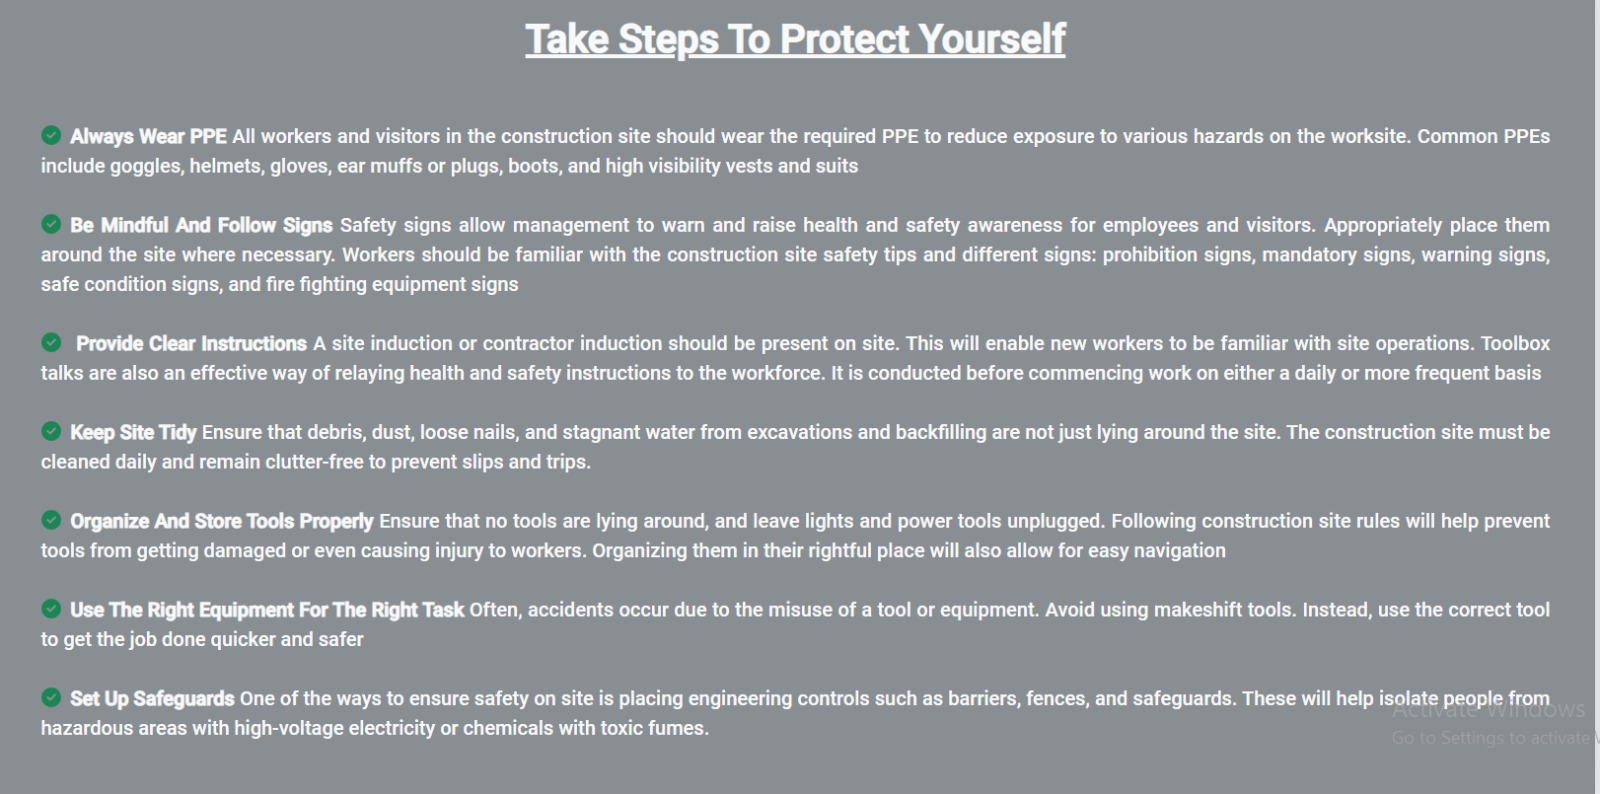 Take Steps To Protect Yourself
Always Wear PPE All workers and visitors in the construction site should wear the required PPE to reduce exposure to various hazards on the worksite. Common PPEs
include goggles, helmets, gloves, ear muffs or plugs, boots, and high visibility vests and suits
Be Mindful And Follow Signs Safety signs allow management to warn and raise health and safety awareness for employees and visitors. Appropriately place them
around the site where necessary. Workers should be familiar with the construction site safety tips and different signs: prohibition signs, mandatory signs, warning signs,
safe condition signs, and fire fighting equipment signs
Provide Clear Instructions A site induction or contractor induction should be present on site. This will enable new workers to be familiar with site operations. Toolbox
talks are also an effective way of relaying health and safety instructions to the workforce. It is conducted before commencing work on either a daily or more frequent basis
Keep Site Tidy Ensure that debris, dust, loose nails, and stagnant water from excavations and backfilling are not just lying around the site. The construction site must be
cleaned daily and remain clutter-free to prevent slips and trips.
Organize And Store Tools Properly Ensure that no tools are lying around, and leave lights and power tools unplugged. Following construction site rules will help prevent
tools from getting damaged or even causing injury to workers. Organizing them in their rightful place will also allow for easy navigation
Use The Right Equipment For The Right Task Often, accidents occur due to the misuse of a tool or equipment. Avoid using makeshift tools. Instead, use the correct tool
to get the job done quicker and safer
Set Up Safeguards One of the ways to ensure safety on site is placing engineering controls such as barriers, fences, and safeguards. These will help isolate people from
hazardous areas with high-voltage electricity or chemicals with toxic fumes.
Activate Windows
Go to Settings to activate